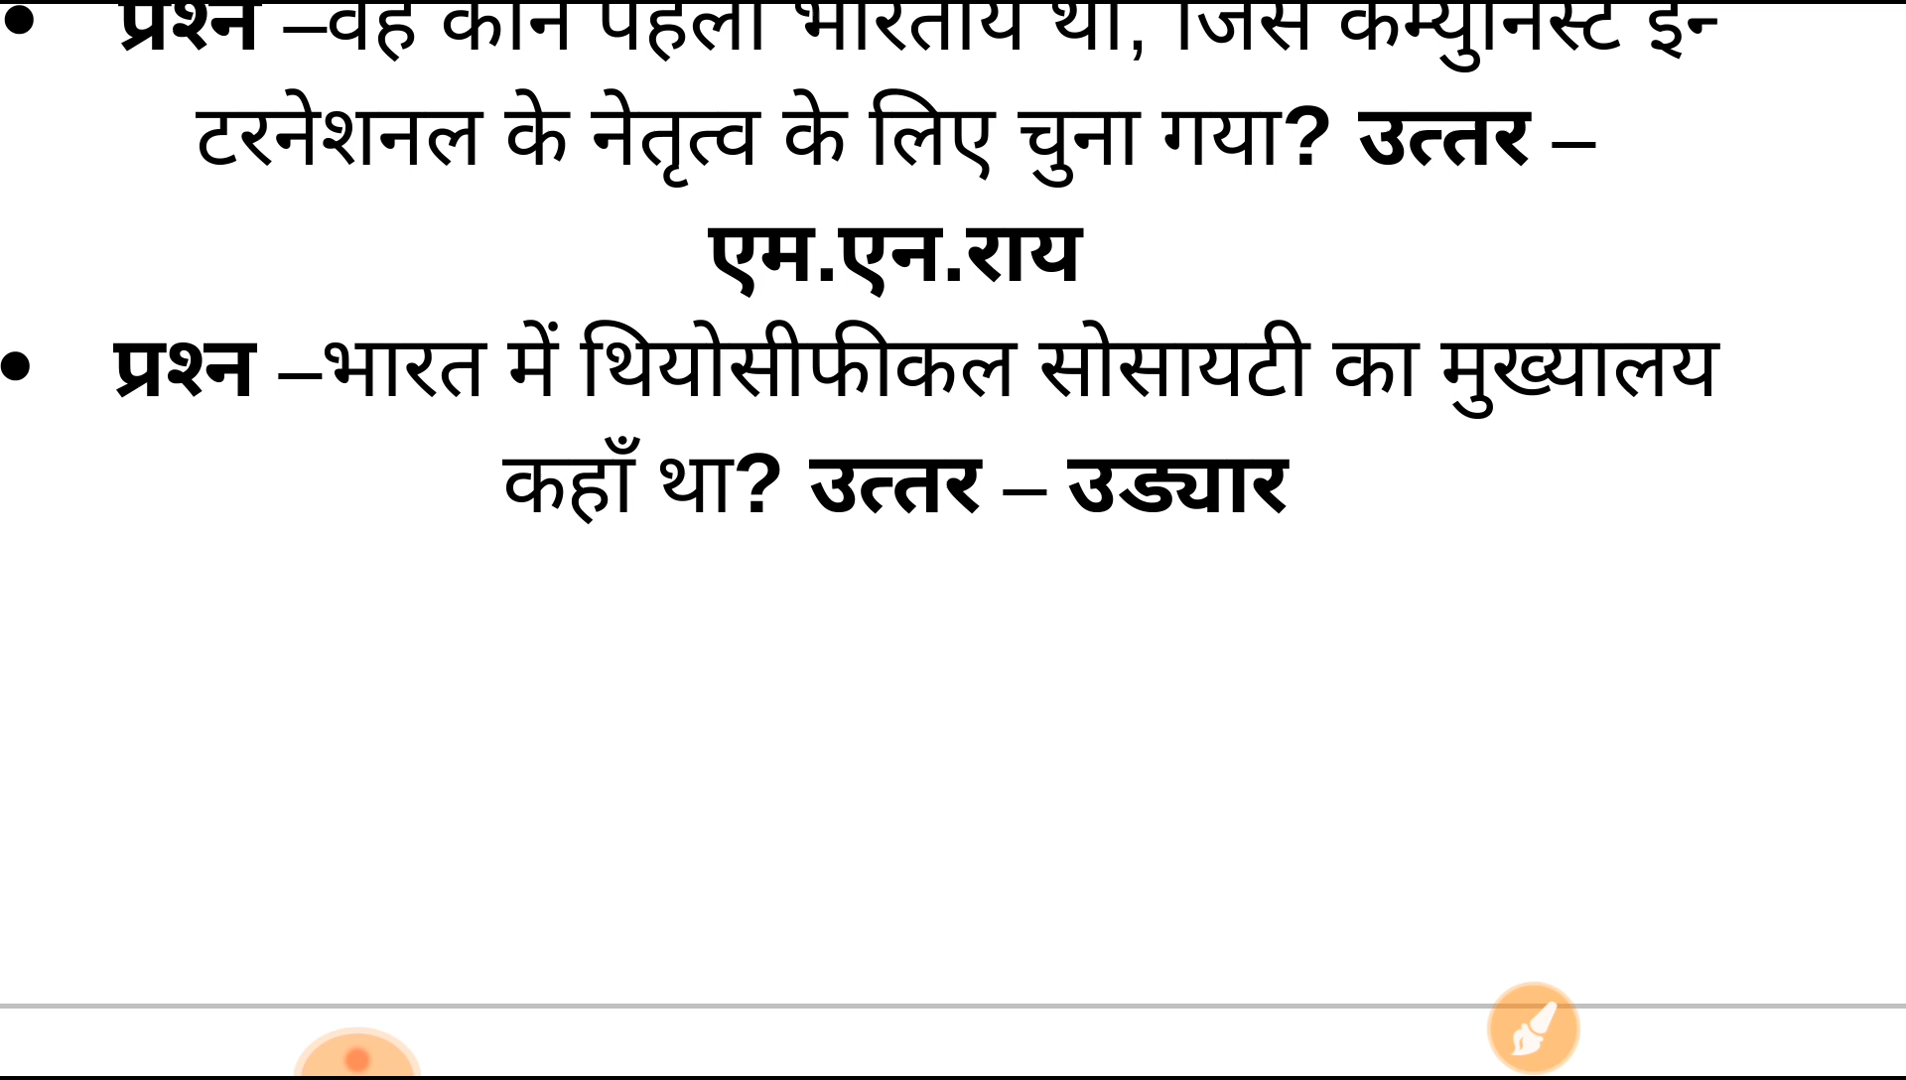 • प्रश्न –वह कौन पहला भारतीय था, जिसे कम्युनिस्ट इन-
टरनेशनल के नेतृत्व के लिए चुना गया? उत्तर –
एम.एन.राय
• प्रश्न –भारत में थियोसीफीकल सोसायटी का मुख्यालय
कहाँ था? उत्तर – उड्यार